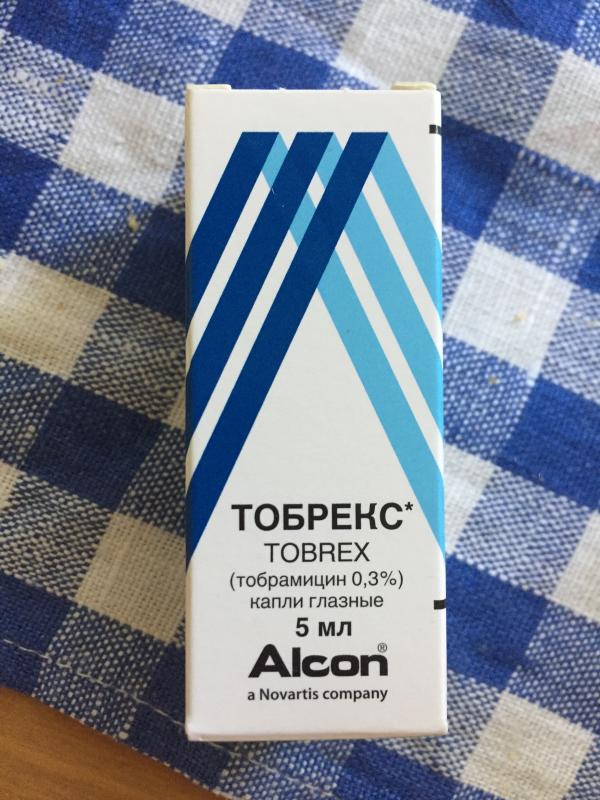 ТОБРЕКС*
TOBREX
(тобрамицин 0,3%)
капли глазные
5 мл
Alcon®
a Novartis company